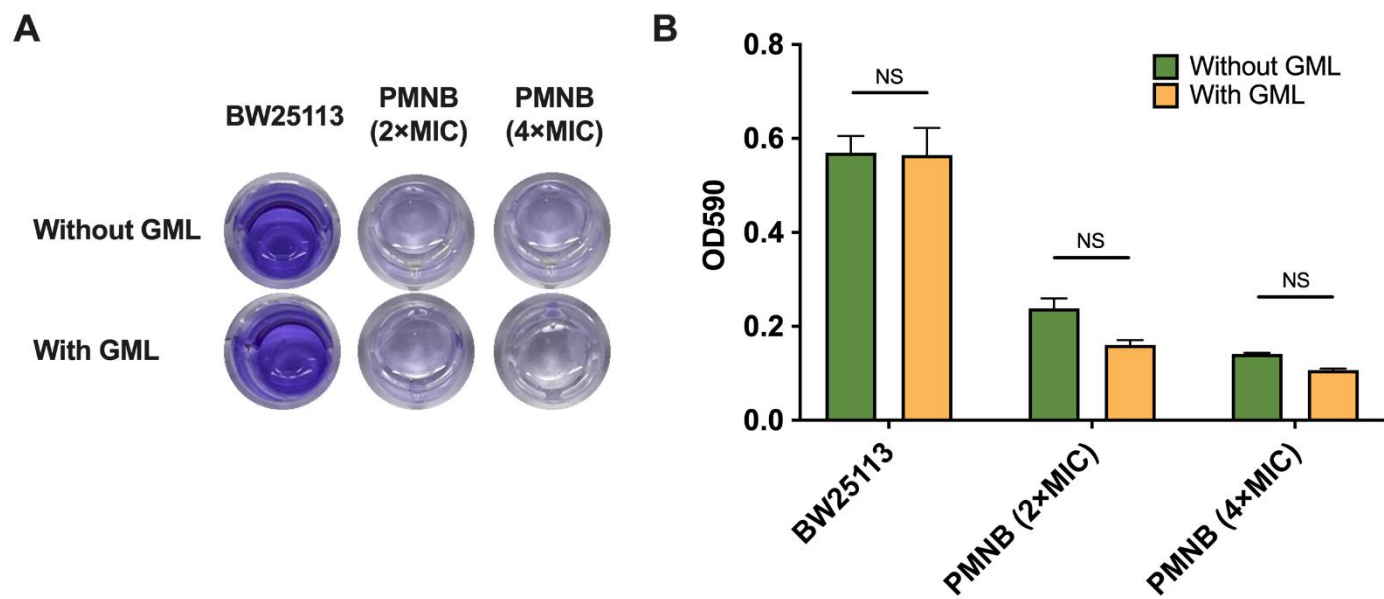 A
BW25113
PMNB
(2×MIC)
PMNB
(4×MIC)
Without GML
With GML
B
0.8
0.6
0.4
0.2
0.0
OD590
NS
NS
NS
Without GML
With GML
BW25113
PMNB (2×MIC)
PMNB (4×MIC)